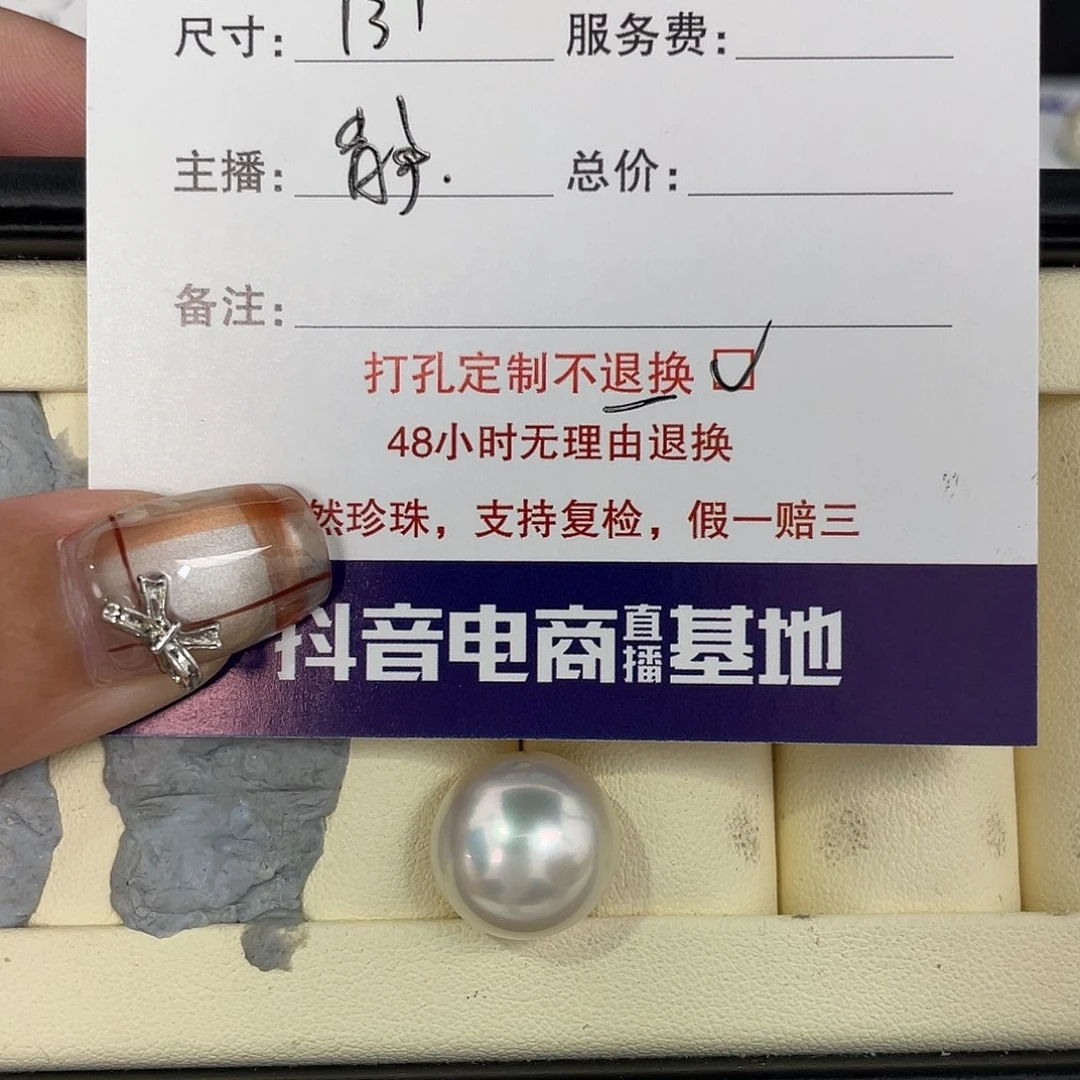 尺寸: 13+ 服务费:
主播: 总价:
备注:
打孔定制不退换
48小时无理由退换
然珍珠，支持复检，假一赔三
抖音电商直播基地